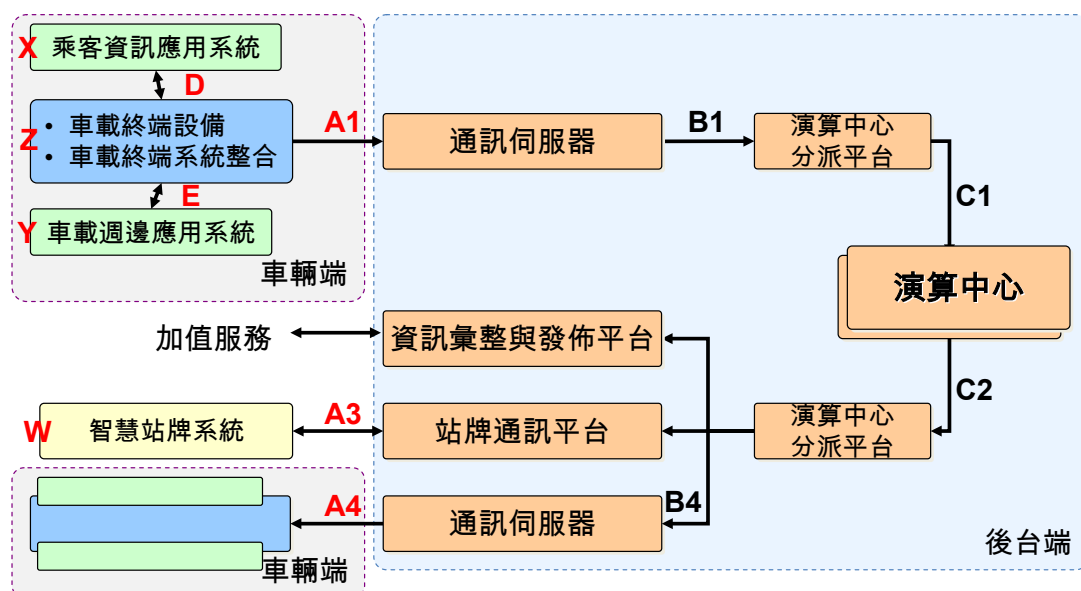 X
乘客資訊應用系統
D
Z
• 車載終端設備
• 車載終端系統整合
A1
通訊伺服器
B1
演算中心
分派平台
C1
E
Y
車載週邊應用系統
車輛端
演算中心
加值服務
資訊彙整與發佈平台
C2
W
智慧站牌系統
A3
站牌通訊平台
演算中心
分派平台
A4
通訊伺服器
B4
車輛端
後台端